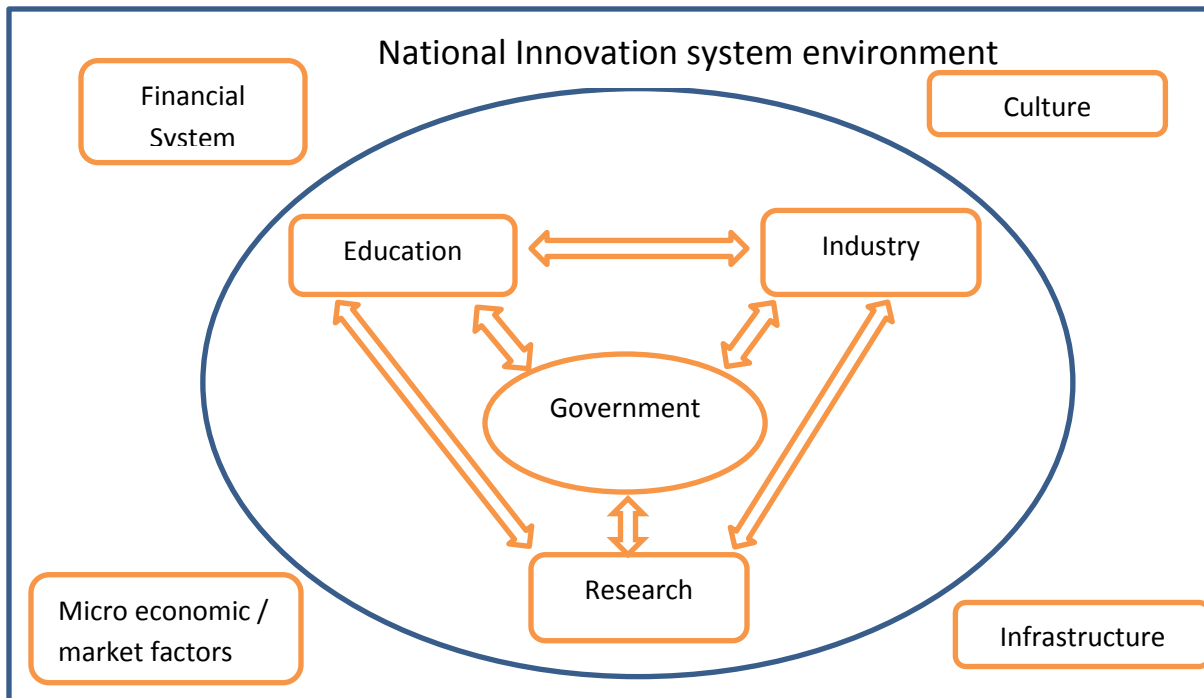 National Innovation system environment
Financial
System
Culture
Education
Industry
Government
Research
Micro economic /
market factors
Infrastructure